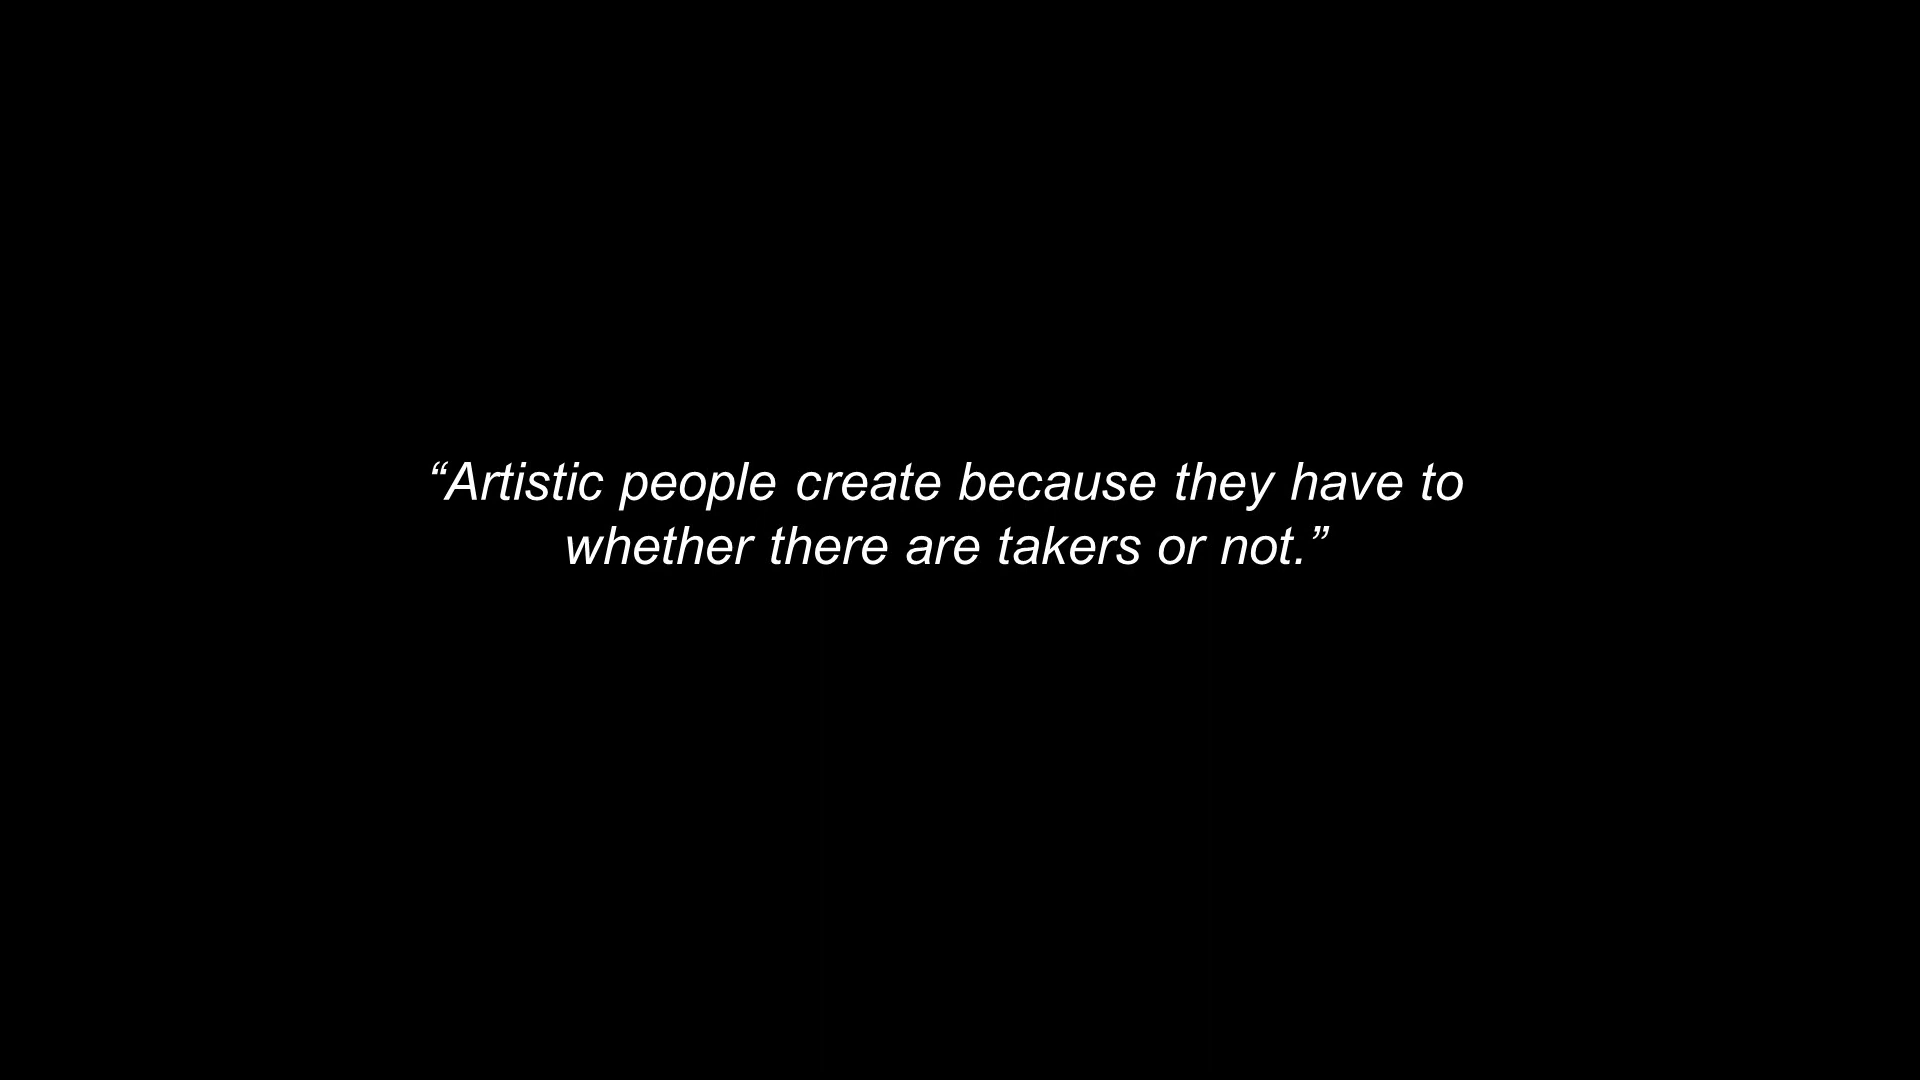 “Artistic people create because they have to
whether there are takers or not.”